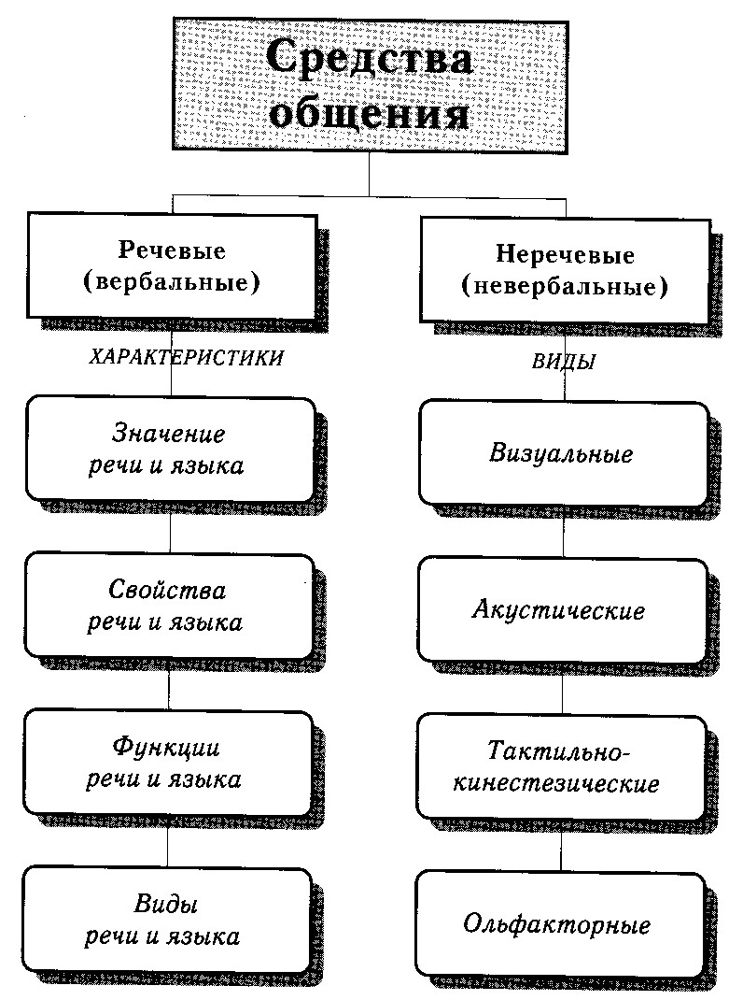 Средства
общения
Речевые
(вербальные)
Неречевые
(невербальные)
ХАРАКТЕРИСТИКИ
ВИДЫ
Значение
речи и языка
Визуальные
Свойства
речи и языка
Акустические
Функции
речи и языка
Тактильно-
кинестезические
Виды
речи и языка
Ольфакторные